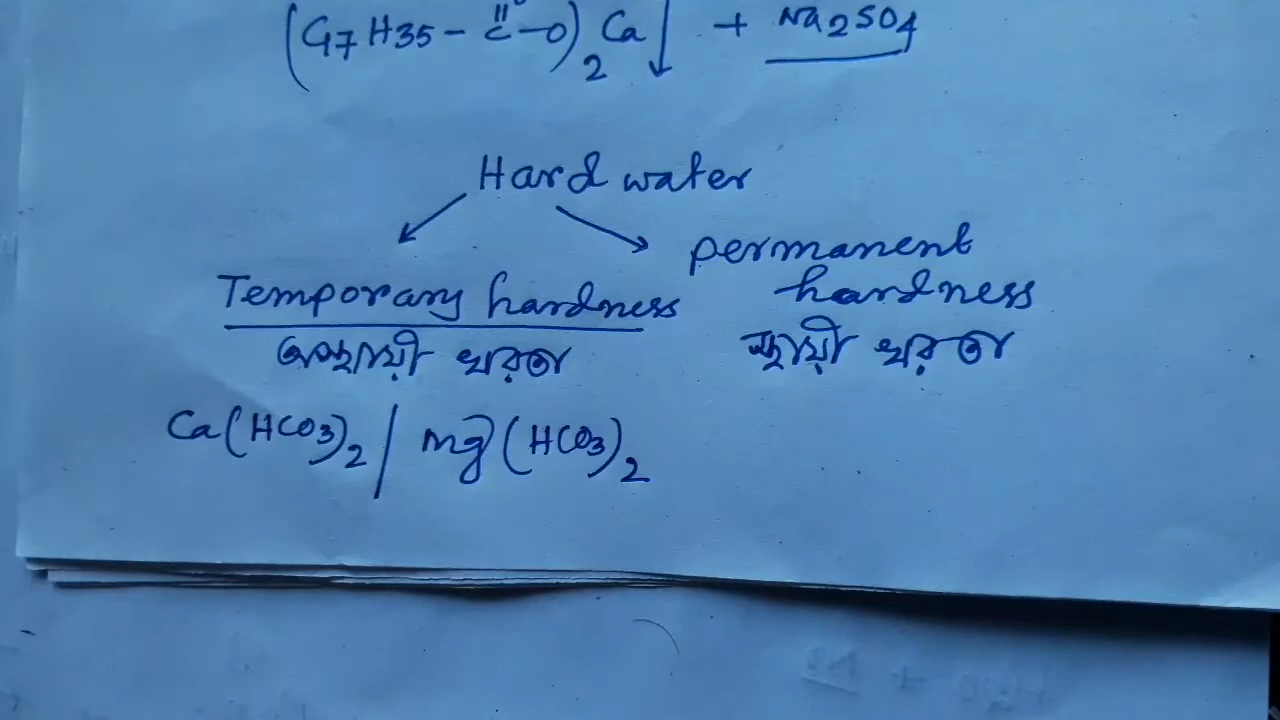 (C17H35-C-O)2Ca↓ + Na2SO4
Hard water
Temporary hardness
permanent hardness
অস্থায়ী খরতা
স্থায়ী খরতা
Ca(HCO3)2 / Mg(HCO3)2